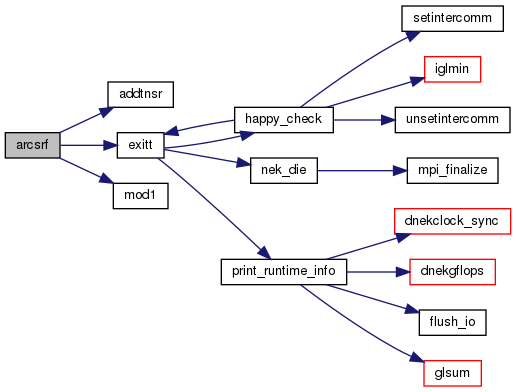 arcsrf
addtnsr
exitt
mod1
happy_check
nek_die
print_runtime_info
setintercomm
iglmin
unsetintercomm
mpi_finalize
dnekclock_sync
dnekgflops
flush_io
glsum